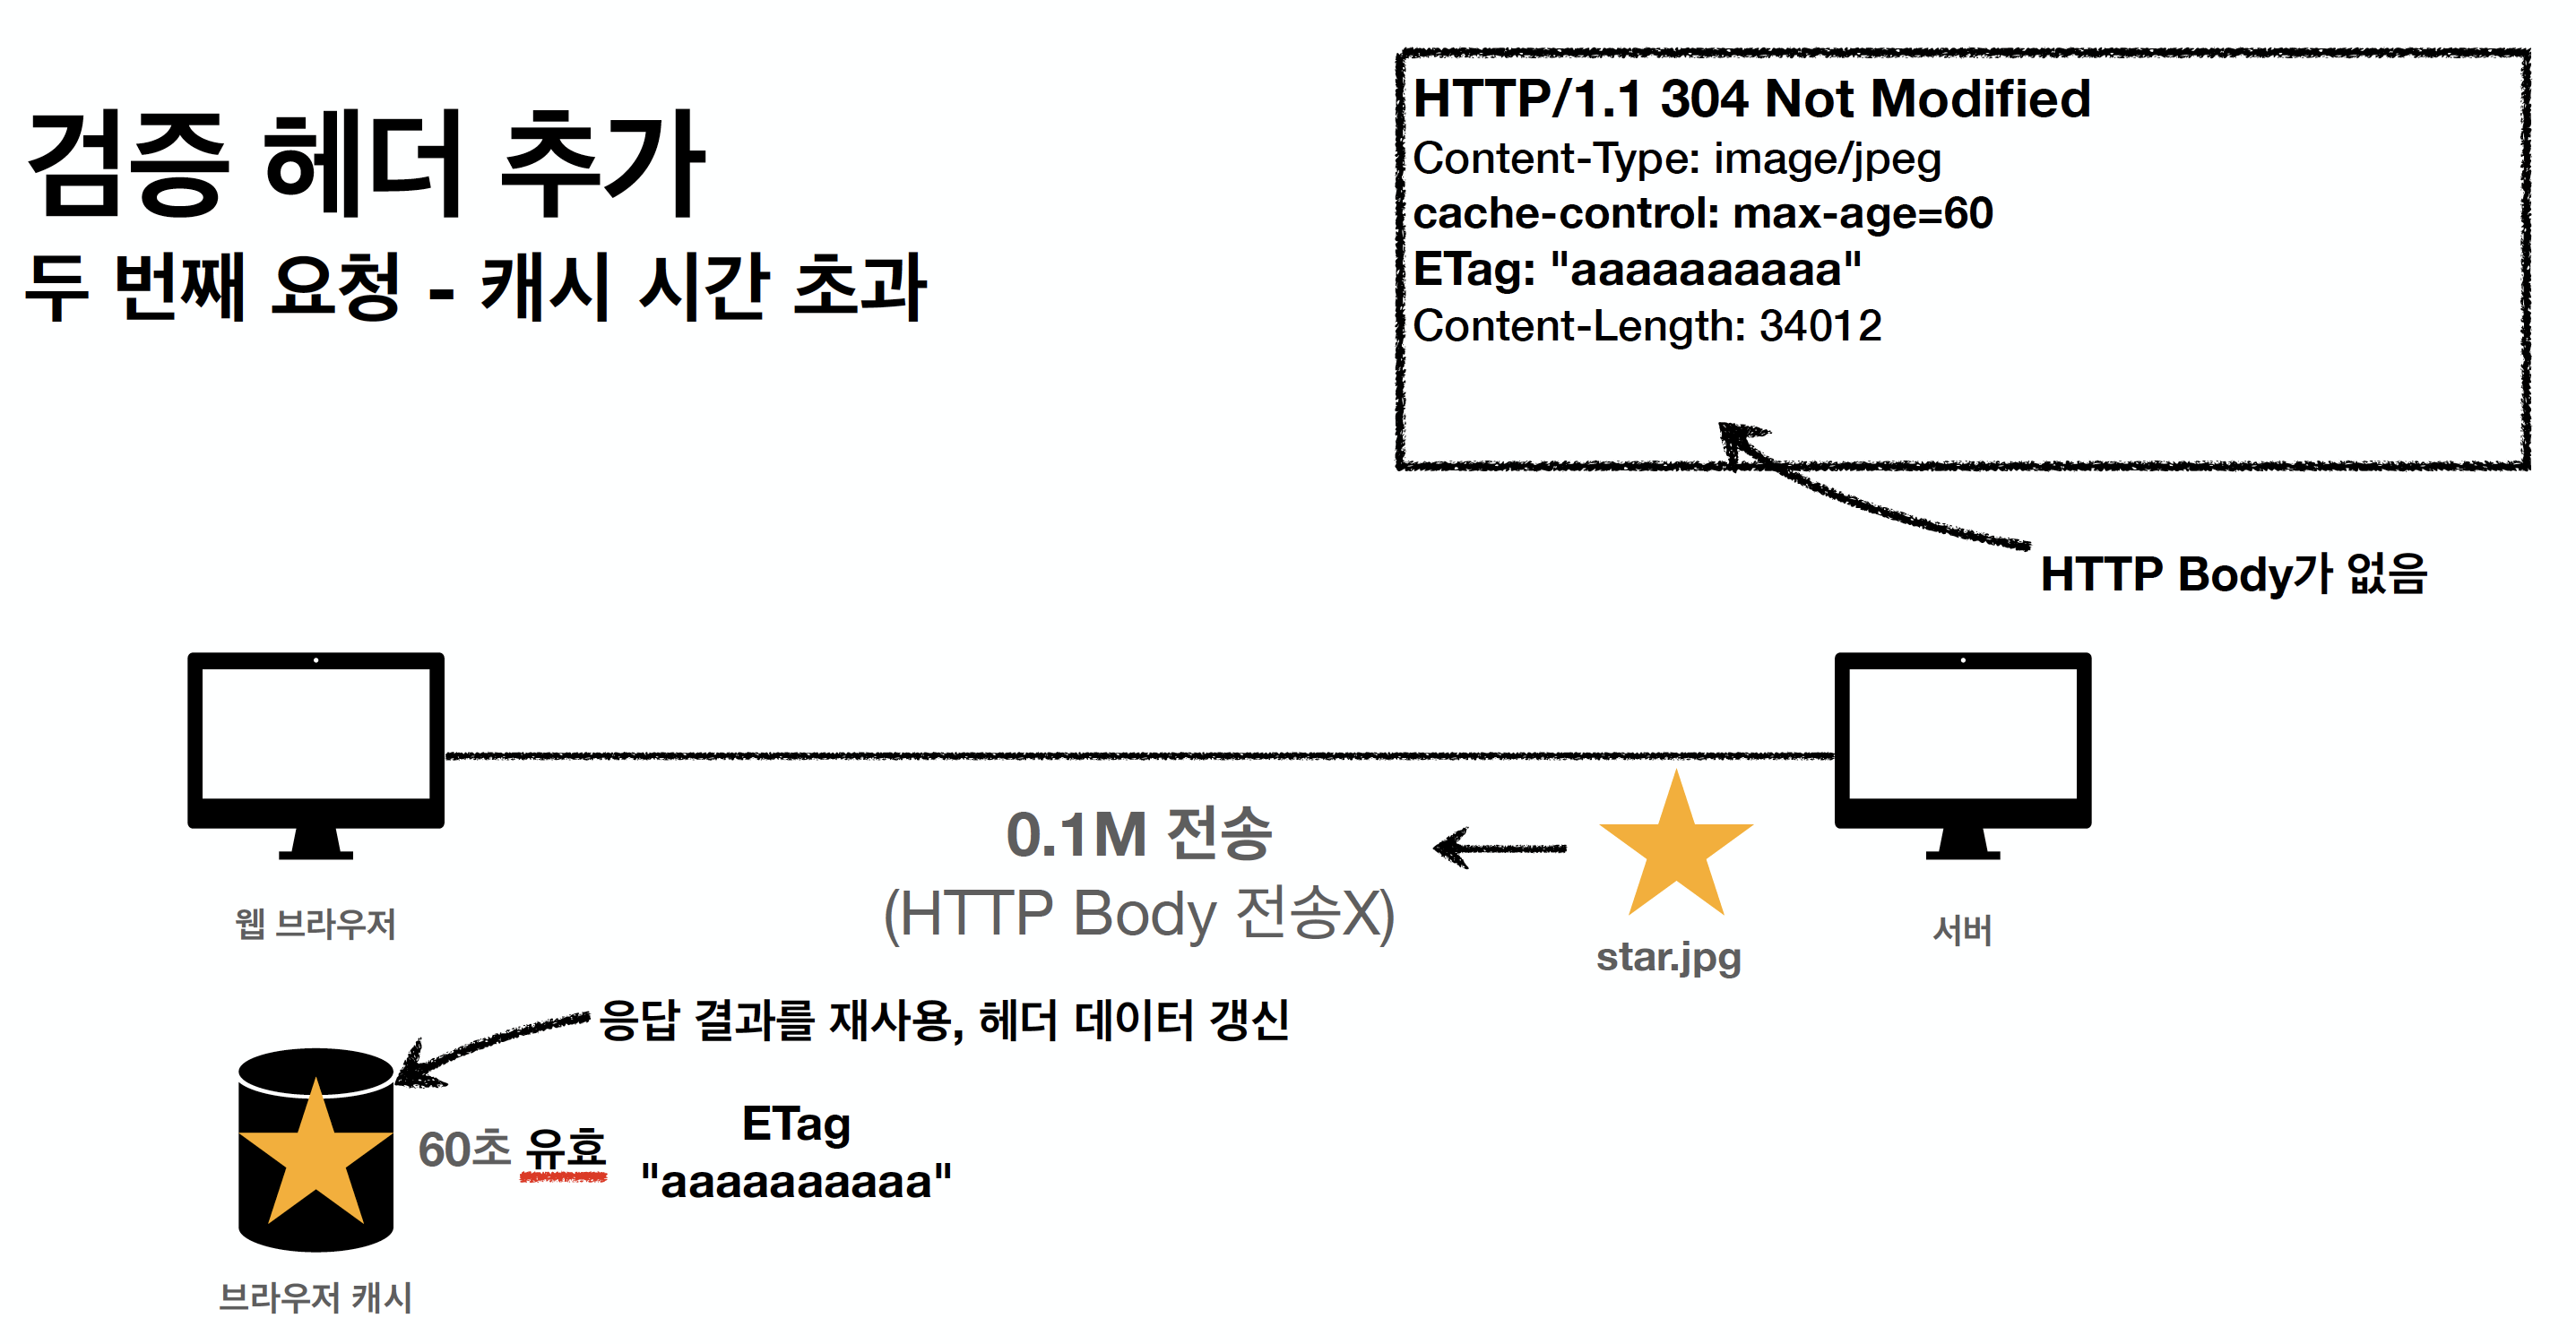 검증 헤더 추가
두 번째 요청 - 캐시 시간 초과
HTTP/1.1 304 Not Modified
Content-Type: image/jpeg
cache-control: max-age=60
ETag: "aaaaaaaaaa"
Content-Length: 34012
HTTP Body가 없음
0.1M 전송
(HTTP Body 전송X)
star.jpg
웹 브라우저
서버
응답 결과를 재사용, 헤더 데이터 갱신
60초 유효
ETag
"aaaaaaaaaa"
브라우저 캐시